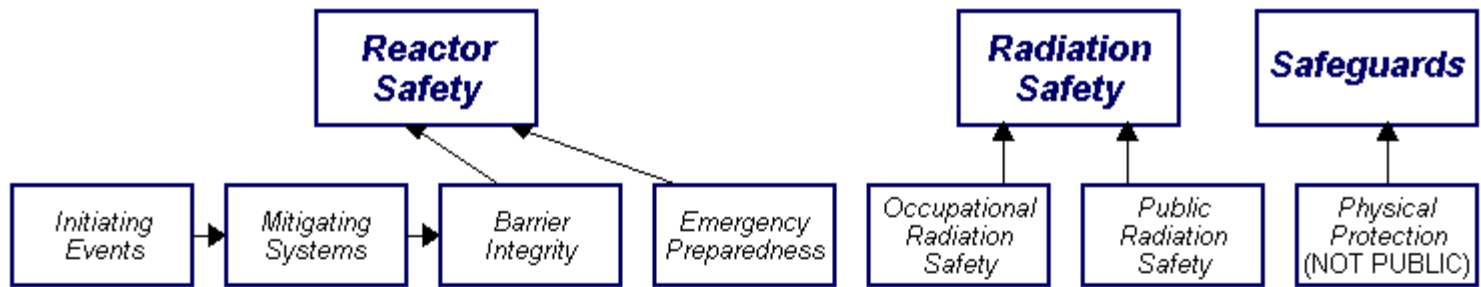 Reactor
Safety
Radiation
Safety
Safeguards
Initiating
Events
Mitigating
Systems
Barrier
Integrity
Emergency
Preparedness
Occupational
Radiation
Safety
Public
Radiation
Safety
Physical
Protection
(NOT PUBLIC)